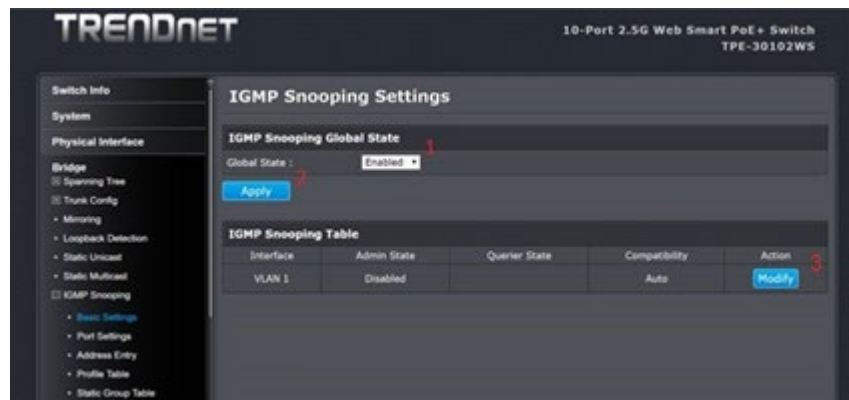 TRENDNET
10-Port 2.5G Web Smart PoE+ Switch
TPE-30102WS
Switch Info
System
Physical Interface
Bridge
Spanning Tree
Trunk Config
Mirroring
Loopback Detection
Static Unicast
Static Multicast
IGMP Snooping
Basic Settings
Port Settings
Address Entry
Profile Table
Static Group Table
IGMP Snooping Settings
IGMP Snooping Global State
1
Global State : Enabled
2
Apply
IGMP Snooping Table
Interface Admin State Querier State Compatibility Action
3
VLAN 1 Disabled Auto Modify